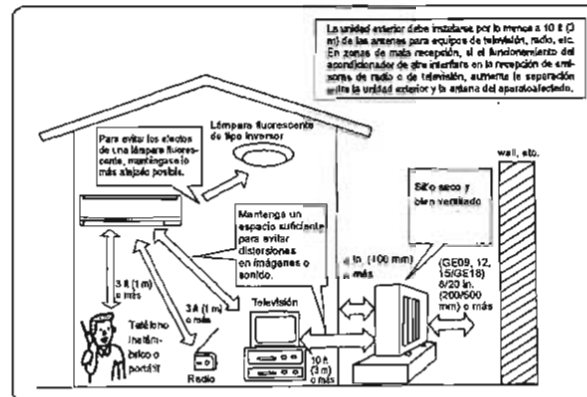 La unidad exterior debe instalarse por lo menos a 10 ft (3
m) de las antenas para equipos de televisión, radio, etc.
En zonas de mala recepción, si el funcionamiento del
acondicionador de aire interfiere en la recepción de emi-
soras de radio o de televisión, aumenta la separación
entre la unidad exterior y la antena del aparato afectado.
Para evitar los efectos
de una lámpara fluores-
cente, manténgase lo
más alejado posible.
Lámpara fluorescente
de tipo inversor
wall, etc.
Sitio seco y
bien ventilado
Mantenga un
espacio suficiente
para evitar
distorsiones
en imágenes o
sonido.
in. (100 mm)
o más
(GE09, 12,
15/GE18)
8/20 in.
(200/500
mm) o más
3 ft (1 m)
o más
3 ft (1 m)
o más
Televisión
Teléfono
inalám-
brico o
portátil
Radio
10 ft
(3 m)
o más